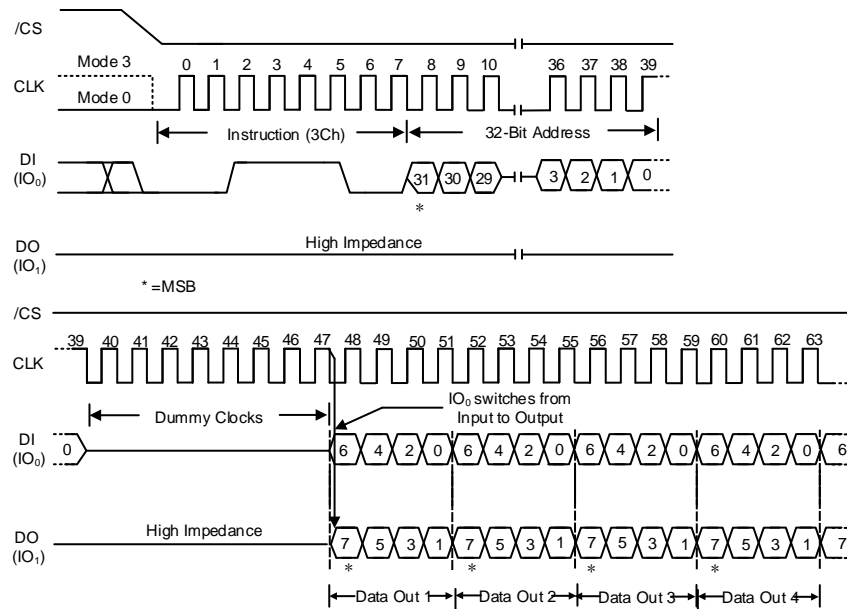 /CS
Mode 3 0 1 2 3 4 5 6 7 8 9 10 36 37 38 39
CLK
Mode 0
Instruction (3Ch) 32-Bit Address
DI
(IO0) 31 30 29 3 2 1 0
*
DO High Impedance
(IO1)
* =MSB
/CS
39 40 41 42 43 44 45 46 47 48 49 50 51 52 53 54 55 56 57 58 59 60 61 62 63
CLK
IO0 switches from
Dummy Clocks Input to Output
DI
(IO0) 0 6 4 2 0 6 4 2 0 6 4 2 0 6 4 2 0 6
DO High Impedance
(IO1) 7 5 3 1 7 5 3 1 7 5 3 1 7 5 3 1 7
* * * *
Data Out 1 Data Out 2 Data Out 3 Data Out 4